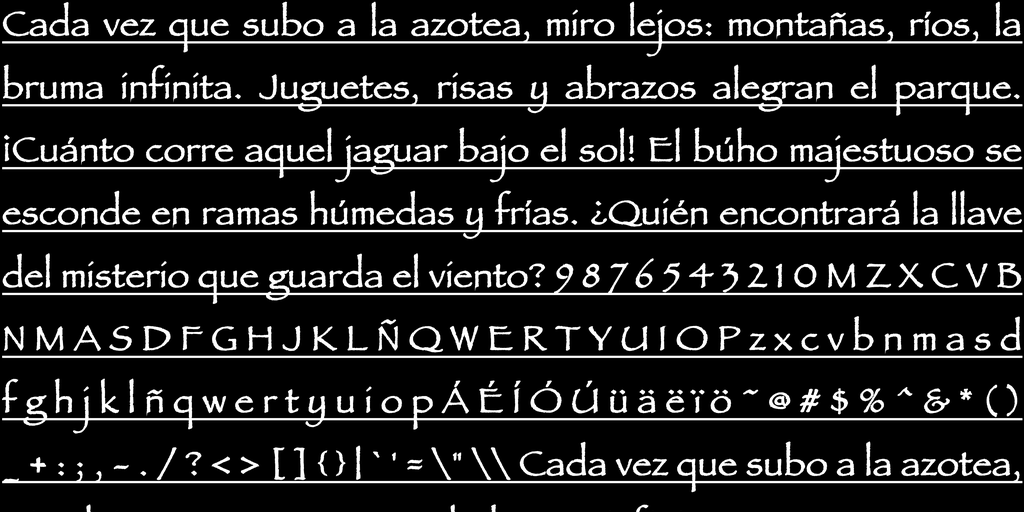 Cada vez que subo a la azotea, miro lejos: montañas, ríos, la
bruma infinita. Juguetes, risas y abrazos alegran el parque.
¡Cuánto corre aquel jaguar bajo el sol! El búho majestuoso se
esconde en ramas húmedas y frías. ¿Quién encontrará la llave
del misterio que guarda el viento? 9 8 7 6 5 4 3 2 1 0 M Z X C V B
N M A S D F G H J K L Ñ Q W E R T Y U I O P z x c v b n m a s d
f g h j k l ñ q w e r t y u i o p Á É Í Ó Ú ü ä ë ï ö ~ @ # $ % ^ & * ( )
_ + : ; , - . / ? < > [ ] { } | ` ' = \ " \ \ Cada vez que subo a la azotea,